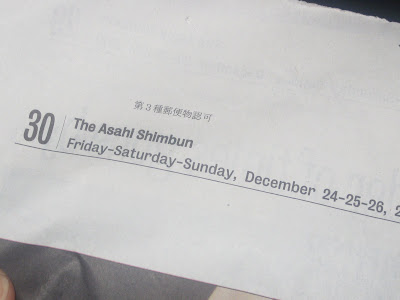 第3種郵便物認可
30
The Asahi Shimbun
Friday-Saturday-Sunday, December 24-25-26,